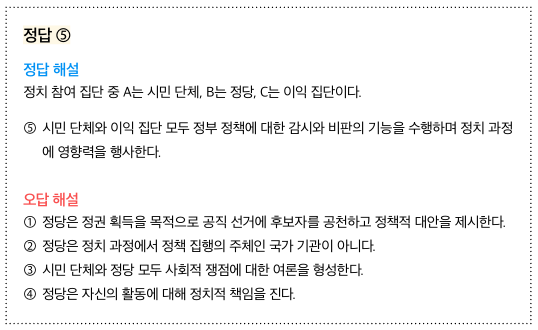 정답 ⑤
정답 해설
정치 참여 집단 중 A는 시민 단체, B는 정당, C는 이익 집단이다.
⑤ 시민 단체와 이익 집단 모두 정부 정책에 대한 감시와 비판의 기능을 수행하며 정치 과정
에 영향력을 행사한다.
오답 해설
① 정당은 정권 획득을 목적으로 공직 선거에 후보자를 공천하고 정책적 대안을 제시한다.
② 정당은 정치 과정에서 정책 집행의 주체인 국가 기관이 아니다.
③ 시민 단체와 정당 모두 사회적 쟁점에 대한 여론을 형성한다.
④ 정당은 자신의 활동에 대해 정치적 책임을 진다.